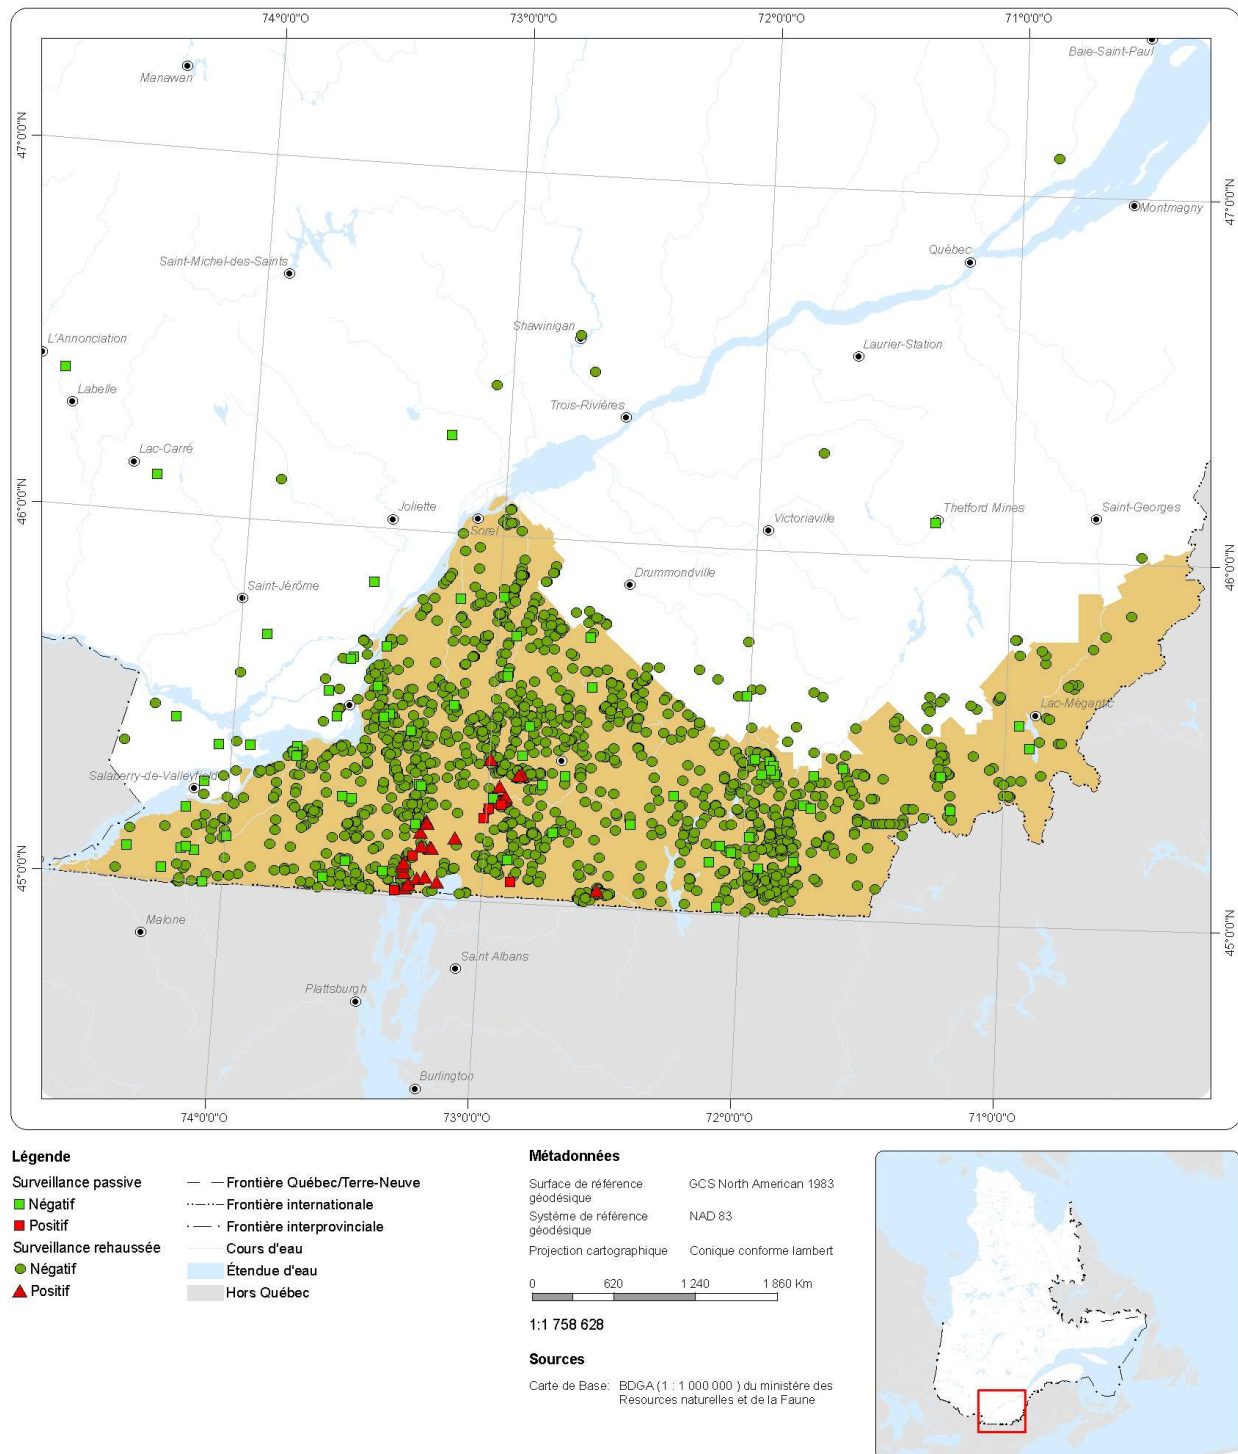 74°0'0"O 73°0'0"O 72°0'0"O 71°0'0"O
Baie-Saint-Paul
Manawan
47°0'0"N
47°0'0"N
Montmagny
Québec
Saint-Michel-des-Saints
Shawinigan
L'Annonciation
Laurier-Station
Labelle
Trois-Rivières
Lac-Carré
46°0'0"N
Joliette
Sorel
Victoriaville
Thetford Mines
Saint-Georges
46°0'0"N
Saint-Jérôme
Drummondville
Lac-Mégantic
Salaberry-de-Valleyfield
45°0'0"N
45°0'0"N
Malone
Saint Albans
Plattsburgh
Burlington
74°0'0"O 73°0'0"O 72°0'0"O 71°0'0"O
Légende
Surveillance passive
Négatif
Positif
Surveillance rehaussée
Négatif
Positif
Frontière Québec/Terre-Neuve
Frontière internationale
Frontière interprovinciale
Cours d'eau
Étendue d'eau
Hors Québec
Métadonnées
Surface de référence géodésique GCS North American 1983
Système de référence géodésique NAD 83
Projection cartographique Conique conforme lambert
0 620 1 240 1 860 Km
1:1 758 628
Sources
Carte de Base: BDGA ( 1 : 1 000 000 ) du ministère des
Resources naturelles et de la Faune